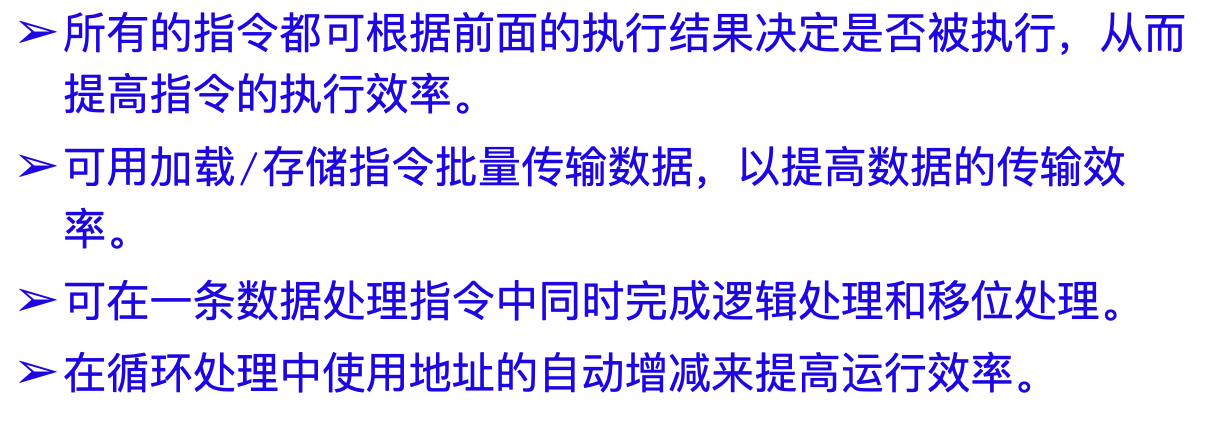 ➢所有的指令都可根据前面的执行结果决定是否被执行，从而
提高指令的执行效率。
➢可用加载/存储指令批量传输数据，以提高数据的传输效
率。
➢可在一条数据处理指令中同时完成逻辑处理和移位处理。
➢在循环处理中使用地址的自动增减来提高运行效率。